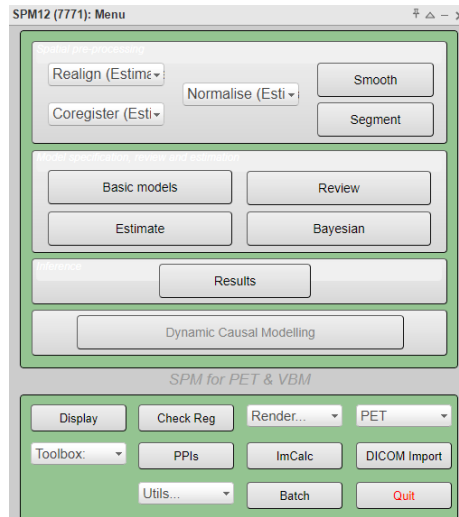 SPM12 (7771): Menu
Spatial pre-processing
Realign (Estima
Normalise (Esti
Smooth
Coregister (Esti
Segment
Model specification, review and estimation
Basic models
Review
Estimate
Bayesian
Inference
Results
Dynamic Causal Modelling
SPM for PET & VBM
Display
Check Reg
Render...
PET
Toolbox:
PPIs
ImCalc
DICOM Import
Utils...
Batch
Quit